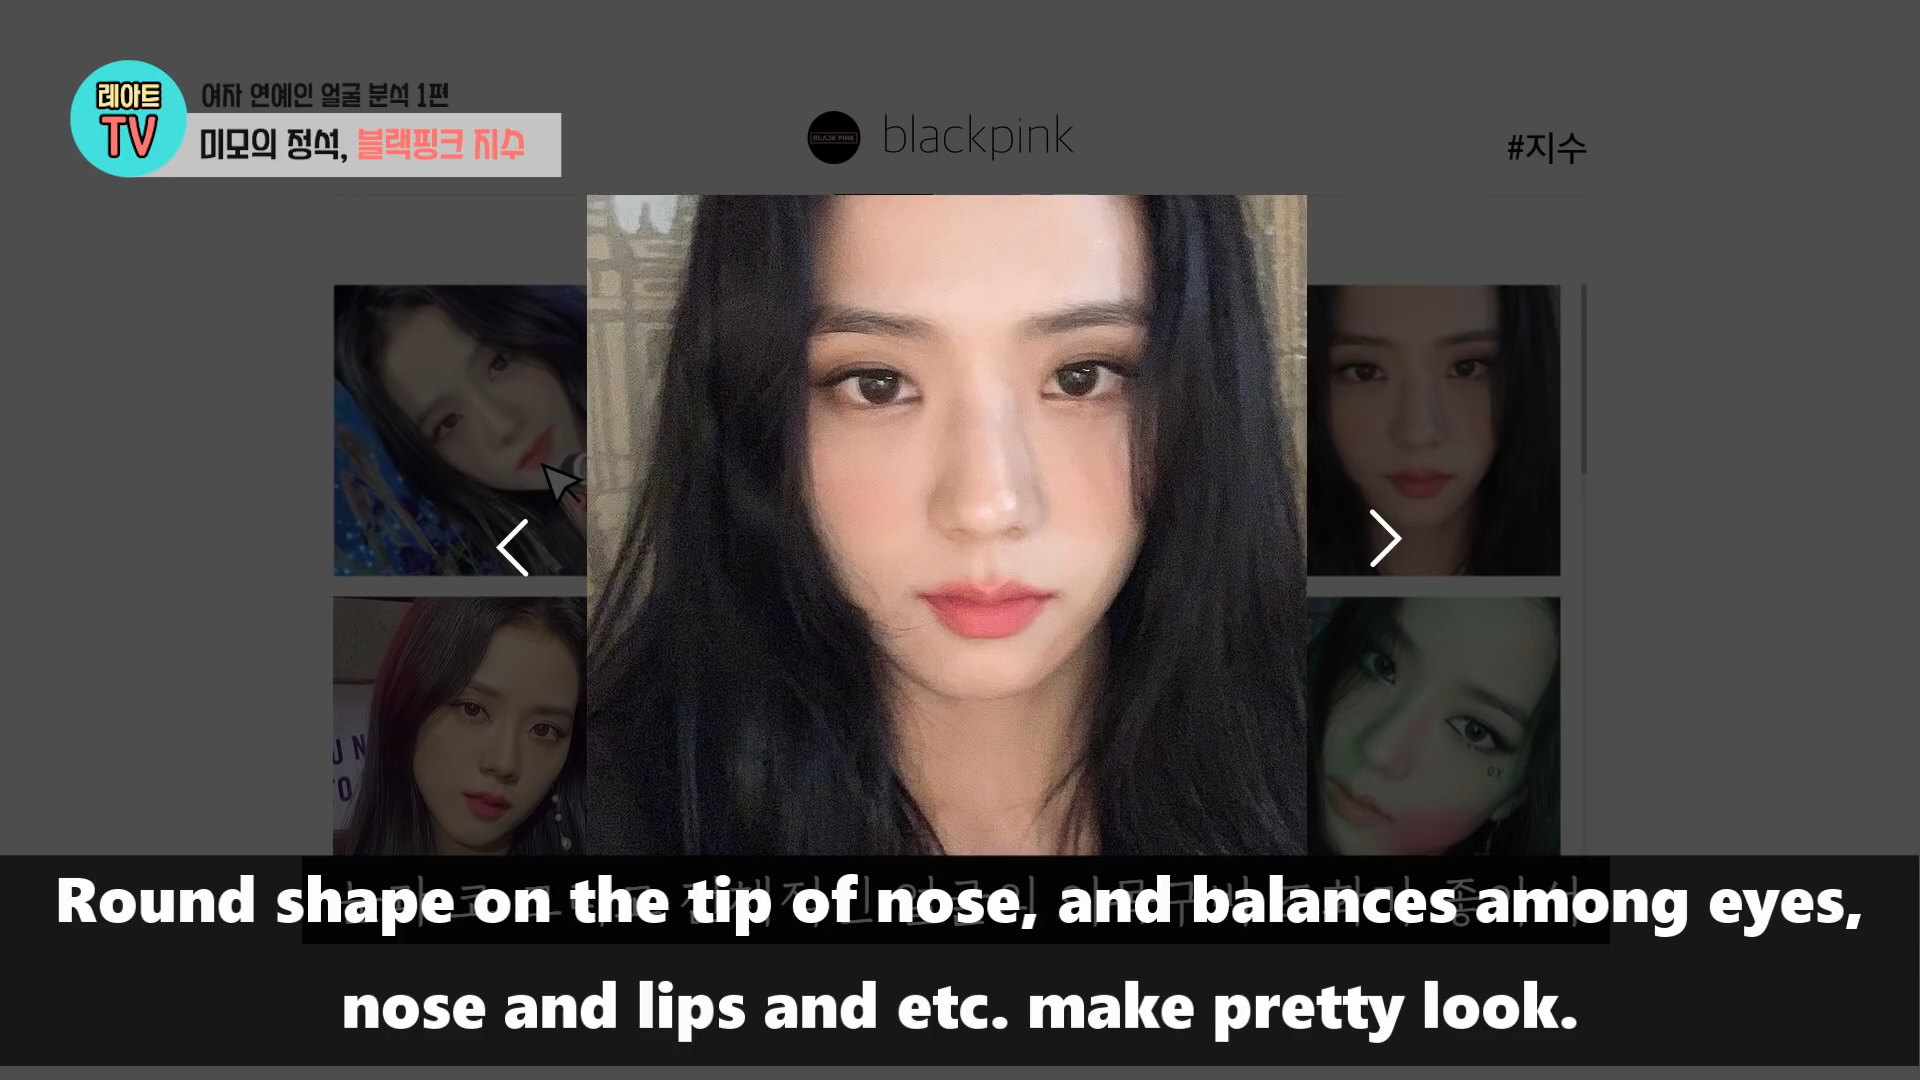 레아트
TV
여자 연예인 얼굴 분석 1편
미모의 정석, 블랙핑크 지수
BLACKPINK
blackpink
#지수
Round shape on the tip of nose, and balances among eyes,
nose and lips and etc. make pretty look.